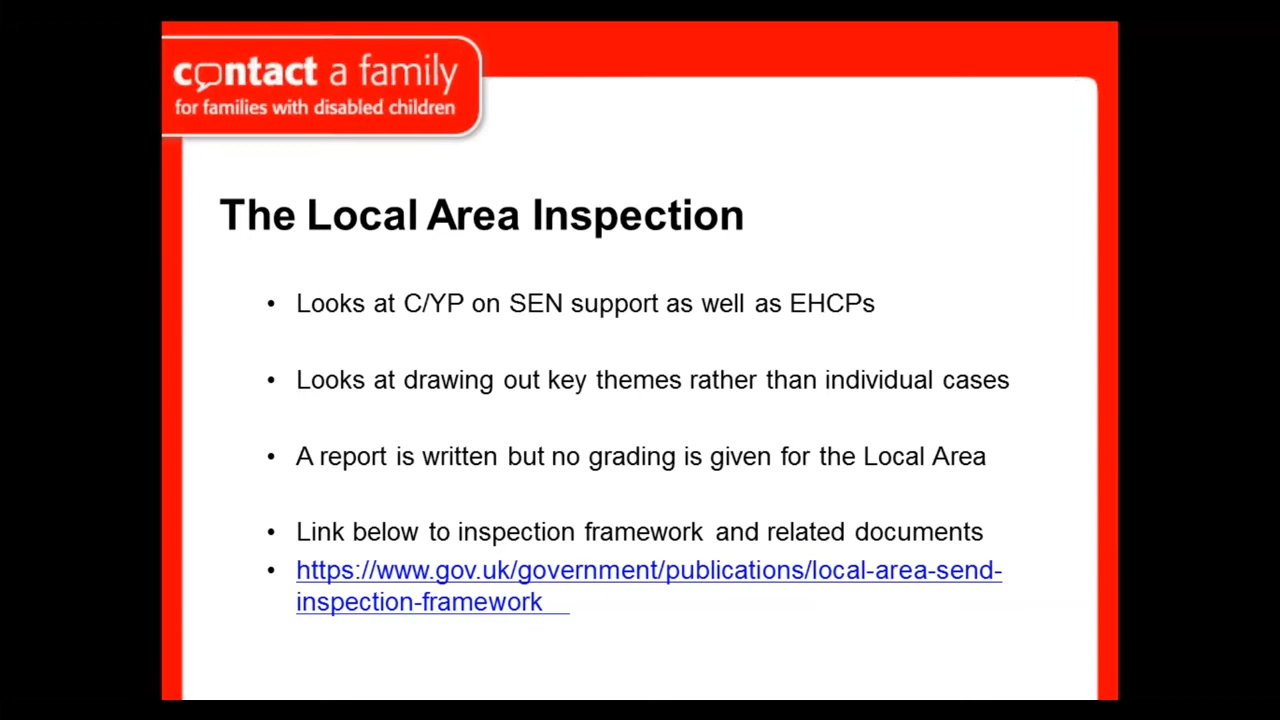 contact a family
for families with disabled children
The Local Area Inspection
• Looks at C/YP on SEN support as well as EHCPs
• Looks at drawing out key themes rather than individual cases
• A report is written but no grading is given for the Local Area
• Link below to inspection framework and related documents
• https://www.gov.uk/government/publications/local-area-send-
inspection-framework